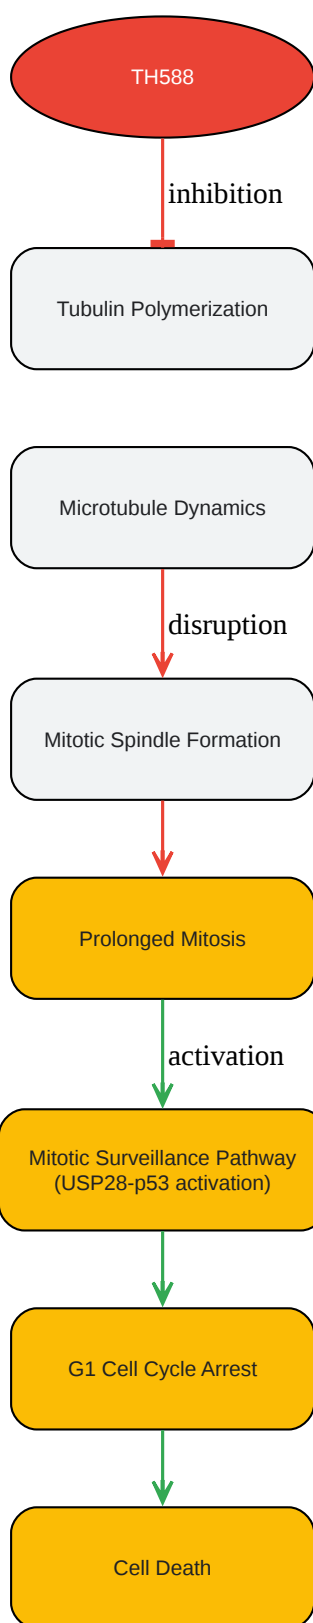 TH588
inhibition
Tubulin Polymerization
Microtubule Dynamics
disruption
Mitotic Spindle Formation
Prolonged Mitosis
activation
Mitotic Surveillance Pathway
(USP28-p53 activation)
G1 Cell Cycle Arrest
Cell Death